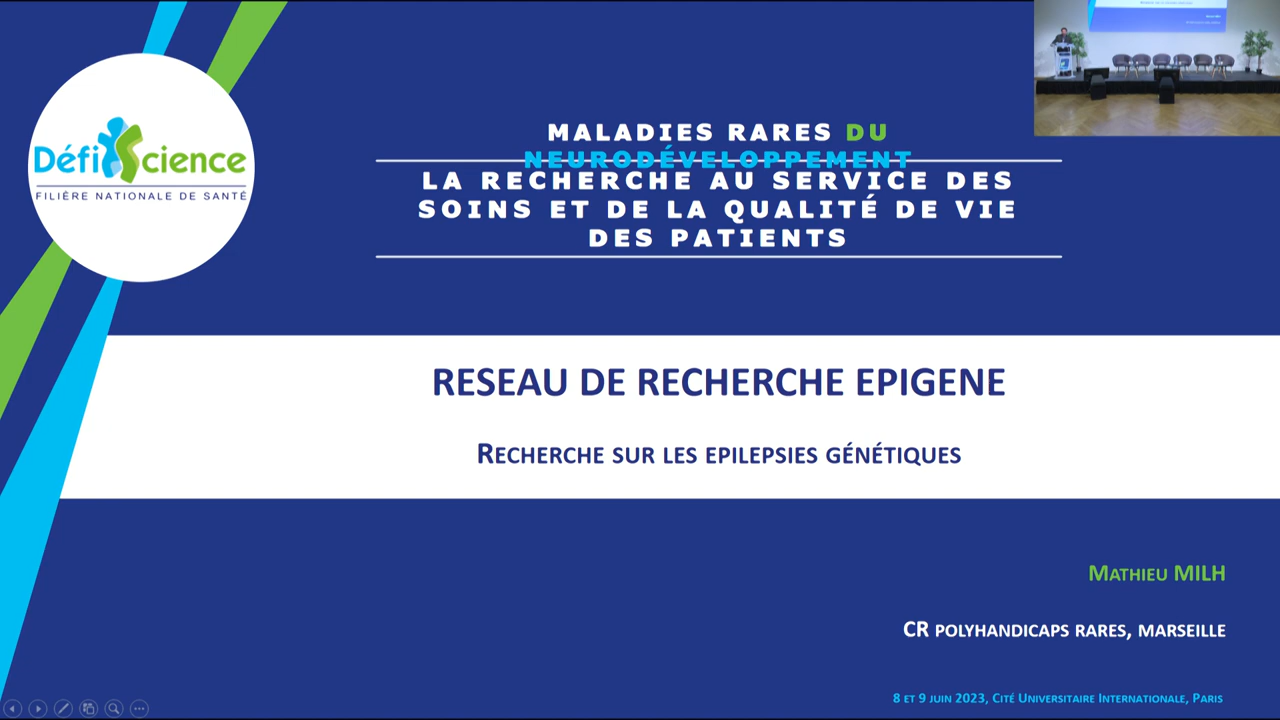 DéfiScience
FILIÈRE NATIONALE DE SANTÉ
MALADIES RARES DU
NEURODÉVELOPPEMENT
LA RECHERCHE AU SERVICE DES
SOINS ET DE LA QUALITÉ DE VIE
DES PATIENTS
RESEAU DE RECHERCHE EPIGENE
RECHERCHE SUR LES EPILEPSIES GÉNÉTIQUES
MATHIEU MILH
CR POLYHANDICAPS RARES, MARSEILLE
8 ET 9 JUIN 2023, CITÉ UNIVERSITAIRE INTERNATIONALE, PARIS